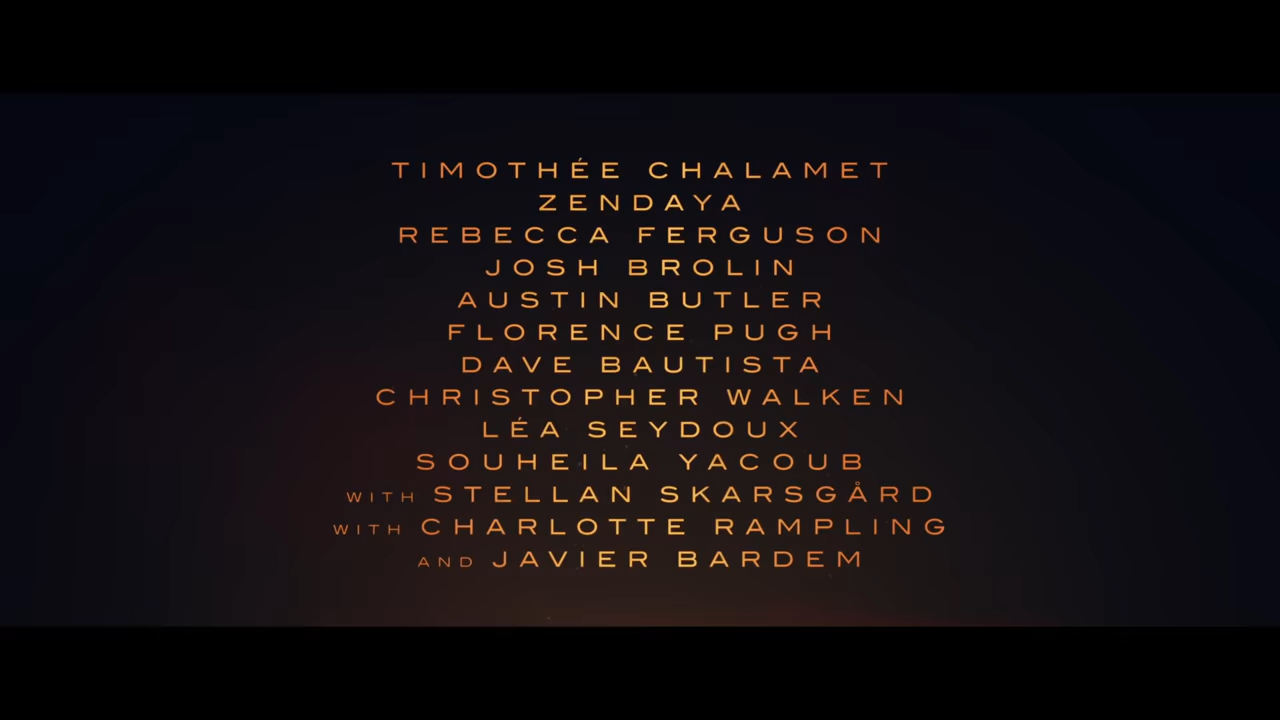 TIMOTHÉE CHALAMET
ZENDAYA
REBECCA FERGUSON
JOSH BROLIN
AUSTIN BUTLER
FLORENCE PUGH
DAVE BAUTISTA
CHRISTOPHER WALKEN
LÉA SEYDOUX
SOUHEILA YACOUB
WITH STELLAN SKARSGÅRD
WITH CHARLOTTE RAMPLING
AND JAVIER BARDEM